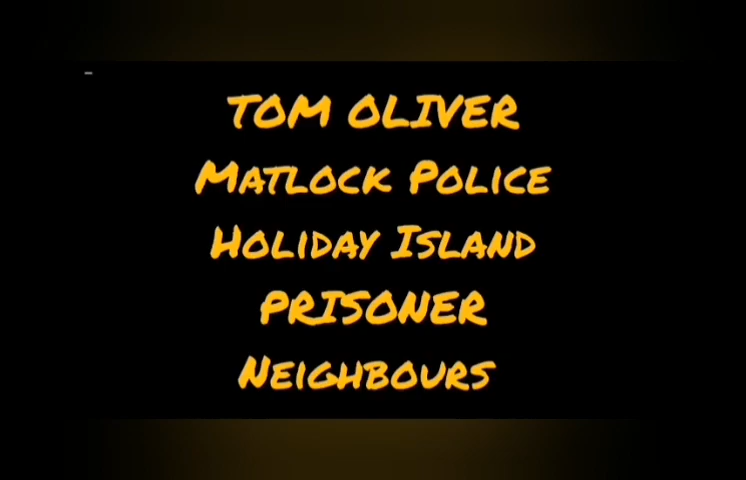 TOM OLIVER
MATLOCK POLICE
HOLIDAY ISLAND
PRISONER
NEIGHBOURS